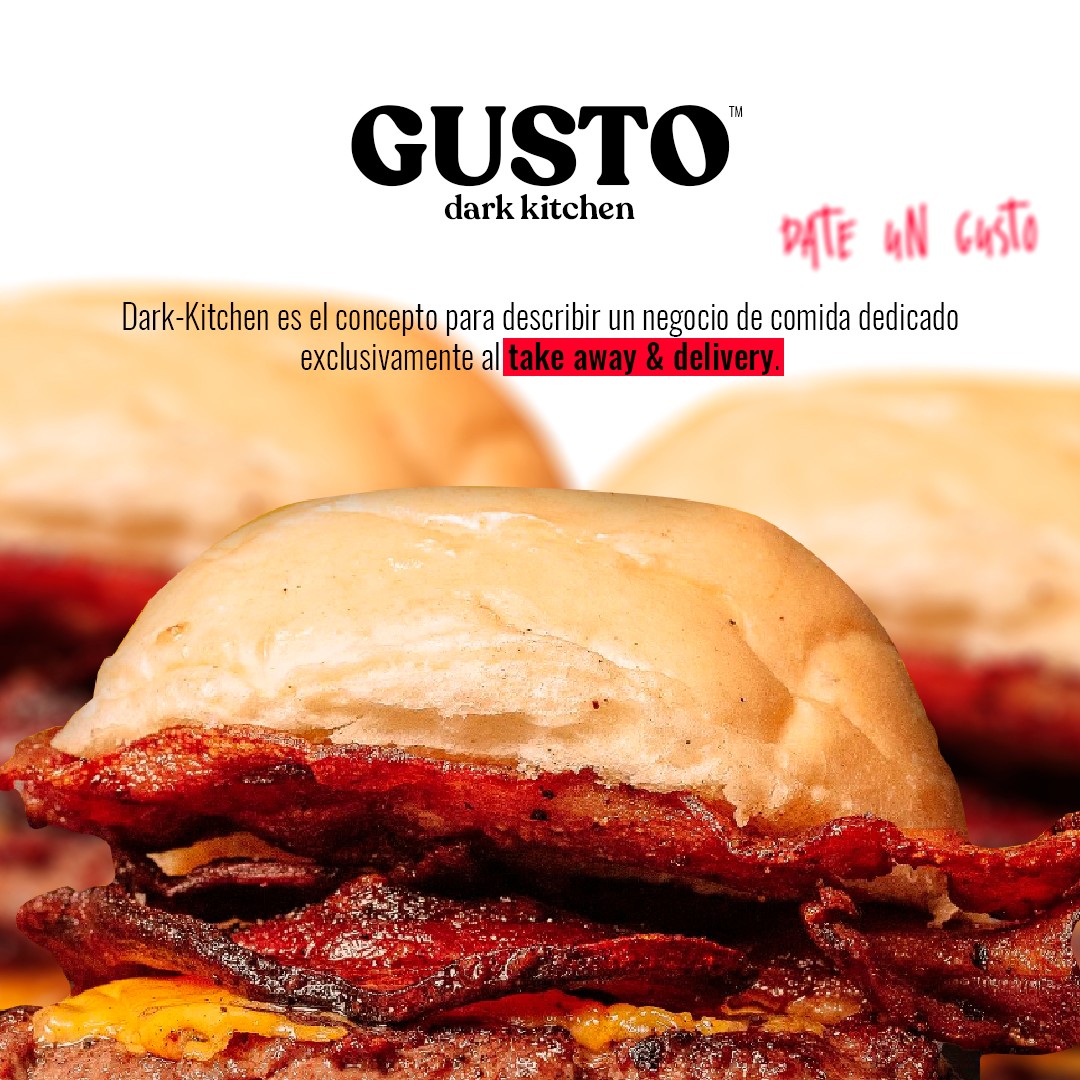 GUSTO™
dark kitchen
DATE UN GUSTO
Dark-Kitchen es el concepto para describir un negocio de comida dedicado
exclusivamente al take away & delivery.